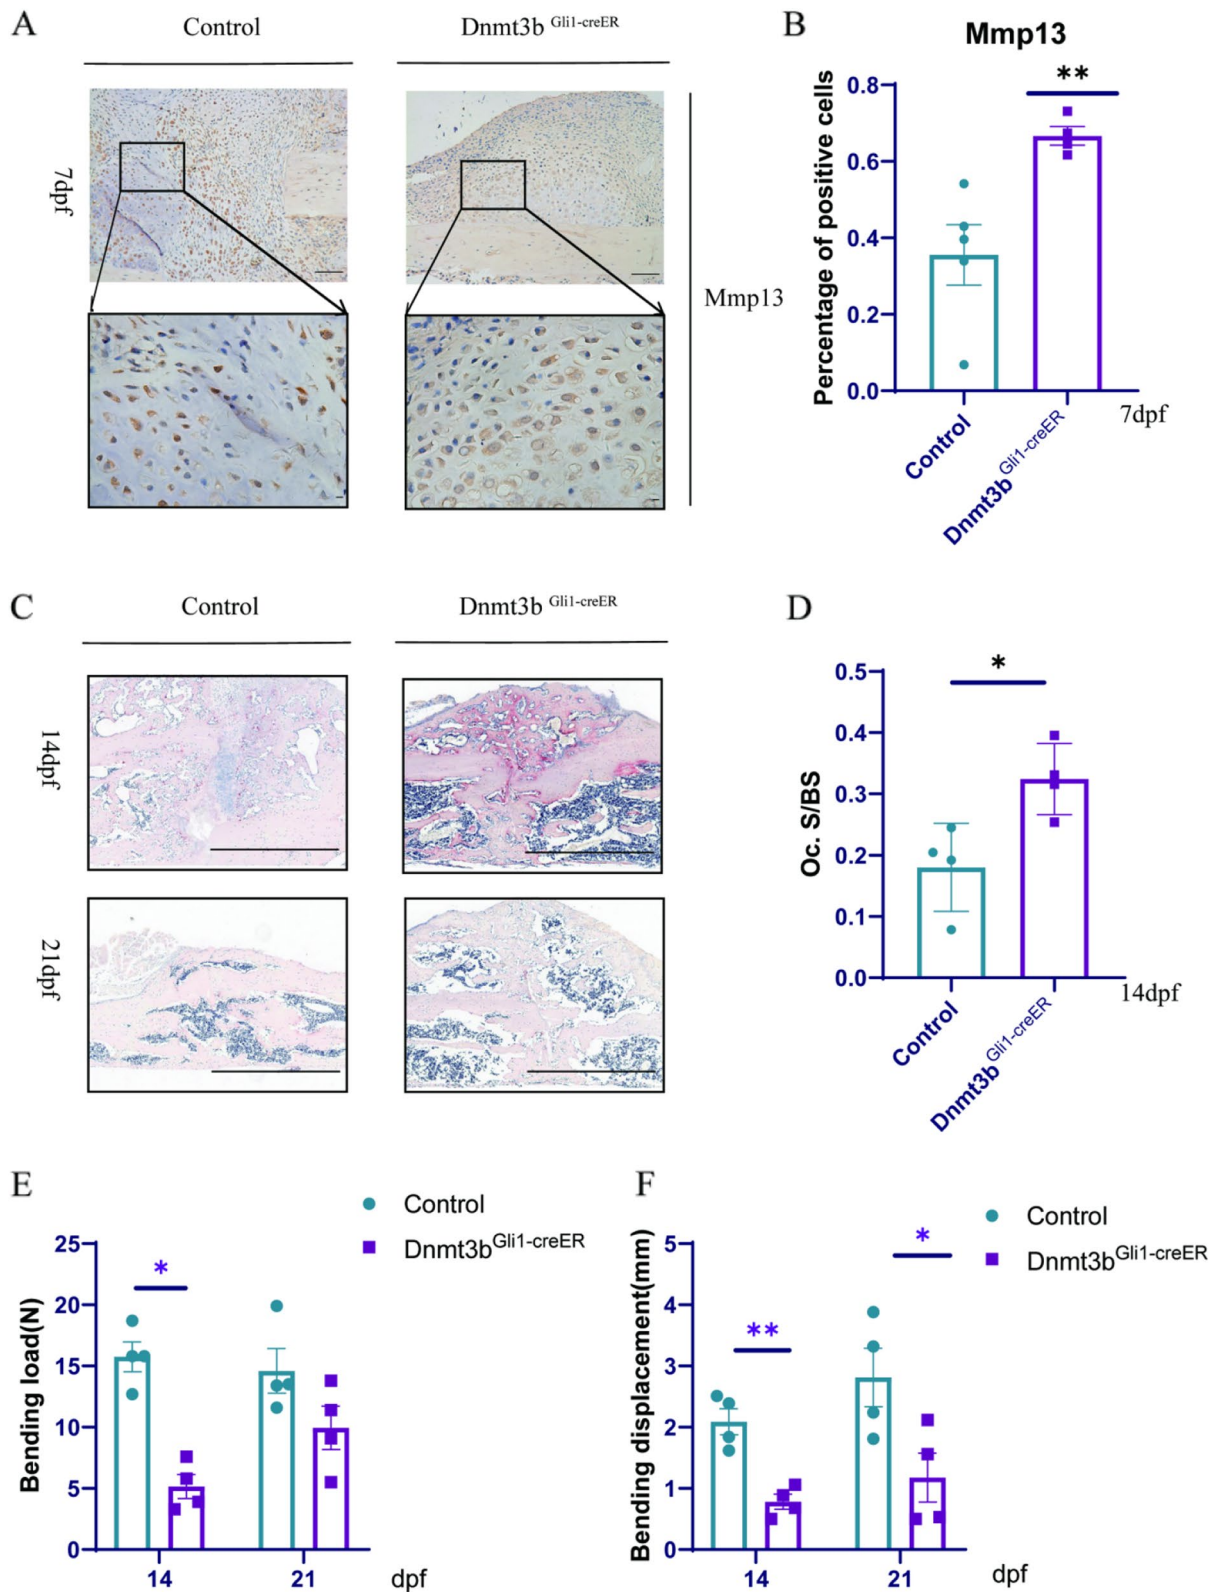 A
Control
Dnmt3b Gli1-creER
7dpf
Mmp13
B
Mmp13
**
Percentage of positive cells
0.8
0.6
0.4
0.2
0.0
Control
Dnmt3b Gli1-creER
7dpf
C
Control
Dnmt3b Gli1-creER
14dpf
21dpf
D
*
Oc. S/BS
0.5
0.4
0.3
0.2
0.1
0.0
Control
Dnmt3b Gli1-creER
14dpf
E
Control
Dnmt3bGli1-creER
*
Bending load(N)
25
20
15
10
5
0
14
21
dpf
F
Control
Dnmt3bGli1-creER
**
*
Bending displacement(mm)
5
4
3
2
1
0
14
21
dpf